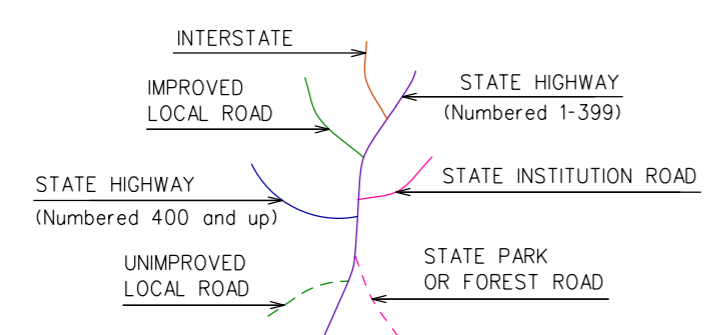 INTERSTATE
IMPROVED
LOCAL ROAD
STATE HIGHWAY
(Numbered 1-399)
STATE HIGHWAY
(Numbered 400 and up)
STATE INSTITUTION ROAD
UNIMPROVED
LOCAL ROAD
STATE PARK
OR FOREST ROAD